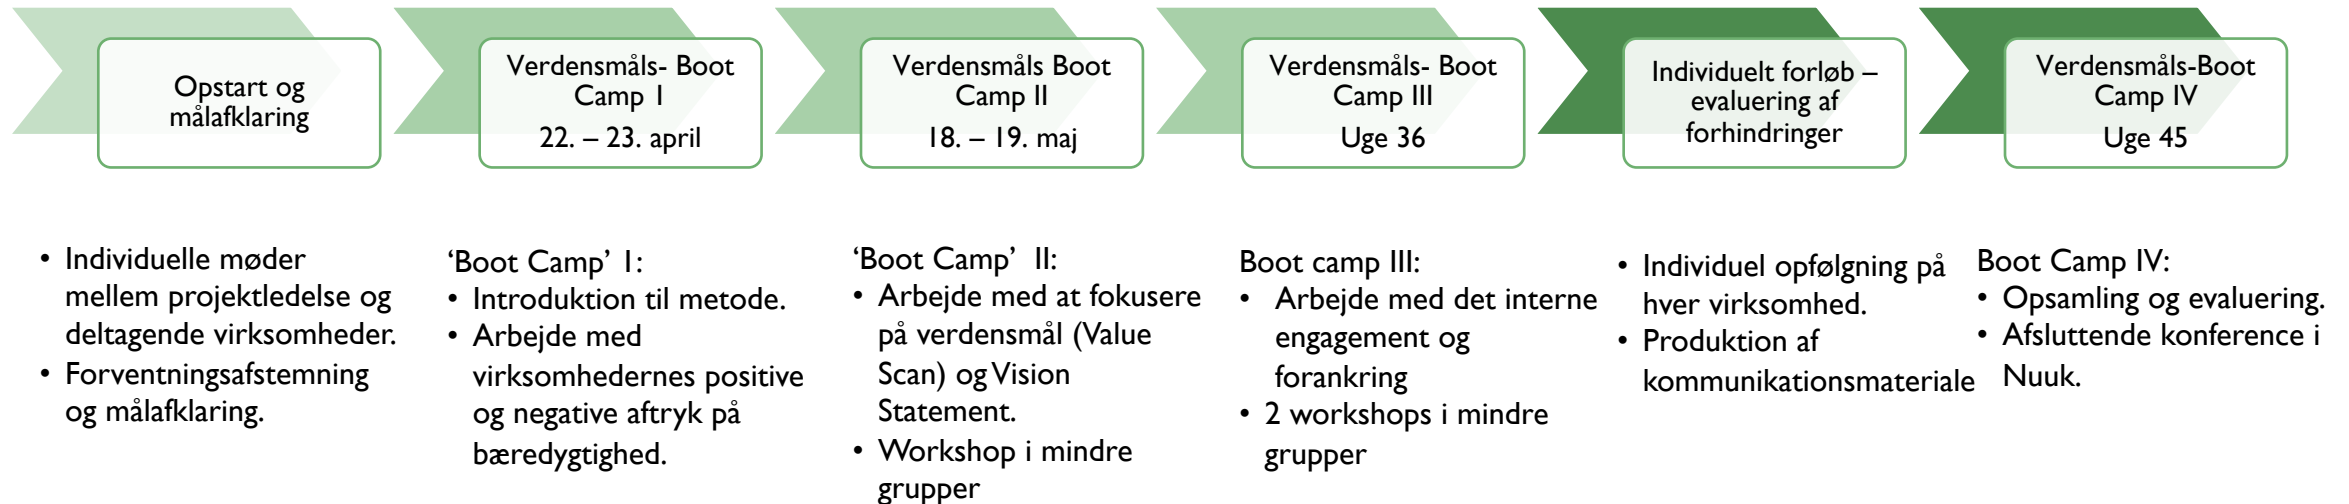 Opstart og
målafklaring
Verdensmåls- Boot
Camp 1
22. – 23. april
Verdensmåls Boot
Camp II
18. – 19. maj
Verdensmåls- Boot
Camp III
Uge 36
Individuelt forløb –
evaluering af
forhindringer
Verdensmåls-Boot
Camp IV
Uge 45
• Individuelle møder
mellem projektledelse og
deltagende virksomheder.
• Forventningsafstemning
og målafklaring.
‘Boot Camp’ 1:
• Introduktion til metode.
• Arbejde med
virksomhedernes positive
og negative aftryk på
bæredygtighed.
‘Boot Camp’ II:
• Arbejde med at fokusere
på verdensmål (Value
Scan) og Vision
Statement.
• Workshop i mindre
grupper
Boot camp III:
• Arbejde med det interne
engagement og
forankring
• 2 workshops i mindre
grupper
• Individuel opfølgning på
hver virksomhed.
• Produktion af
kommunikationsmateriale
Boot Camp IV:
• Opsamling og evaluering.
• Afsluttende konference i
Nuuk.